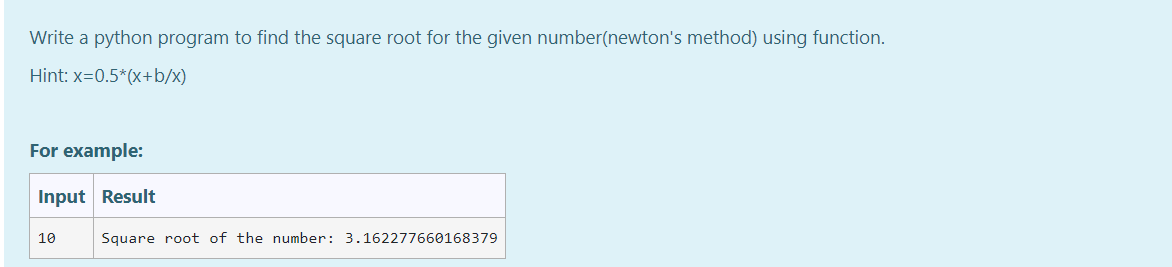 Write a python program to find the square root for the given number(newton's method) using function.
Hint: x=0.5*(x+b/x)
For example:
Input Result
10 Square root of the number: 3.162277660168379